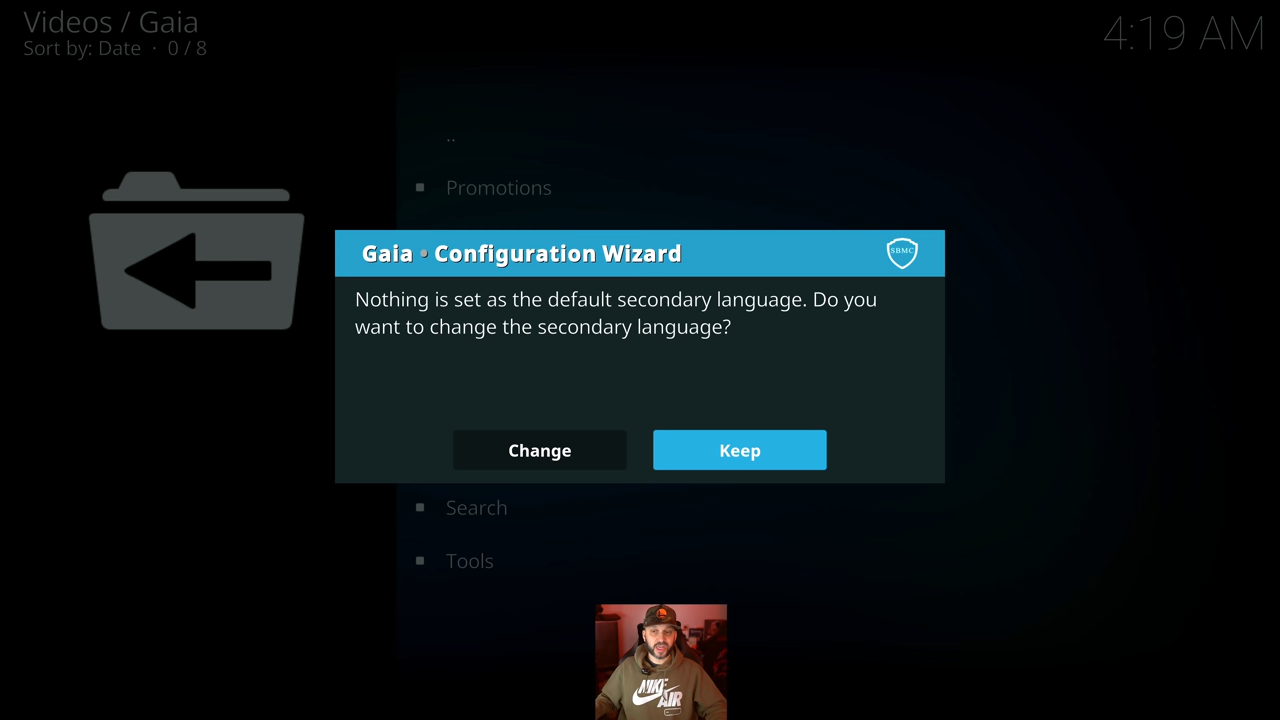 Videos / Gaia
Sort by: Date · 0 / 8
4:19 AM
..
Promotions
Gaia • Configuration Wizard
SBMC
Nothing is set as the default secondary language. Do you
want to change the secondary language?
Change
Keep
Search
Tools
NIKE
AIR